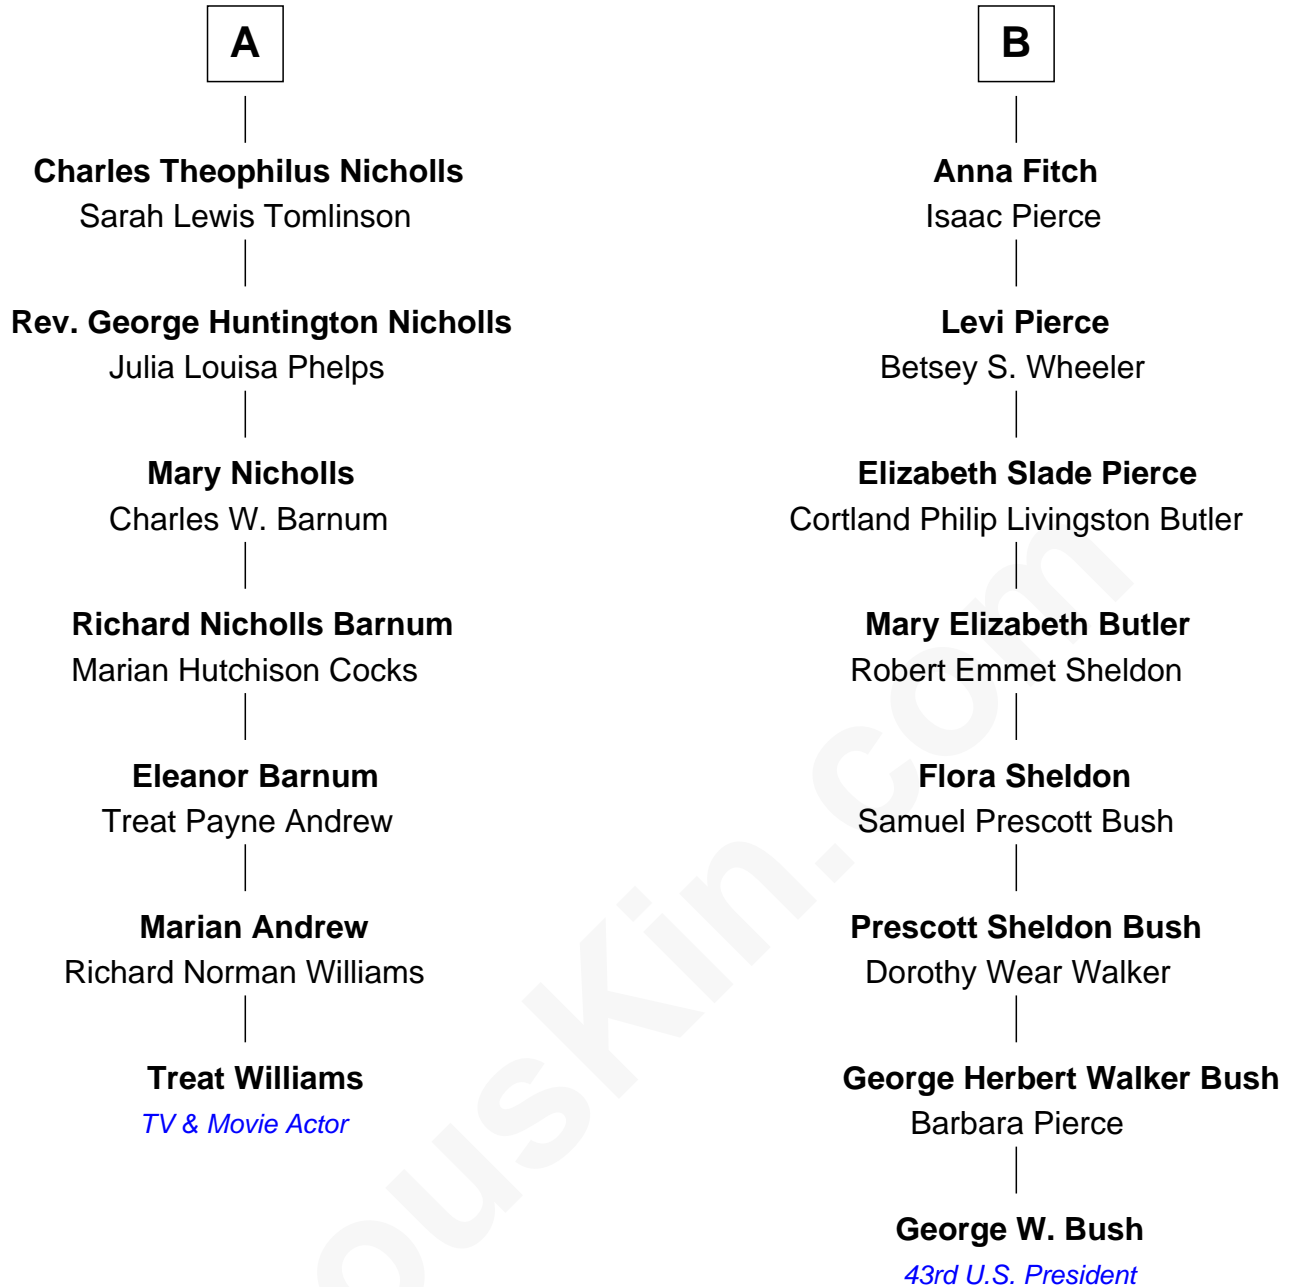 A
Charles Theophilus Nicholls
Sarah Lewis Tomlinson
Rev. George Huntington Nicholls
Julia Louisa Phelps
Mary Nicholls
Charles W. Barnum
Richard Nicholls Barnum
Marian Hutchison Cocks
Eleanor Barnum
Treat Payne Andrew
Marian Andrew
Richard Norman Williams
Treat Williams
TV & Movie Actor
B
Anna Fitch
Isaac Pierce
Levi Pierce
Betsey S. Wheeler
Elizabeth Slade Pierce
Cortland Philip Livingston Butler
Mary Elizabeth Butler
Robert Emmet Sheldon
Flora Sheldon
Samuel Prescott Bush
Prescott Sheldon Bush
Dorothy Wear Walker
George Herbert Walker Bush
Barbara Pierce
George W. Bush
43rd U.S. President
ousKin.com